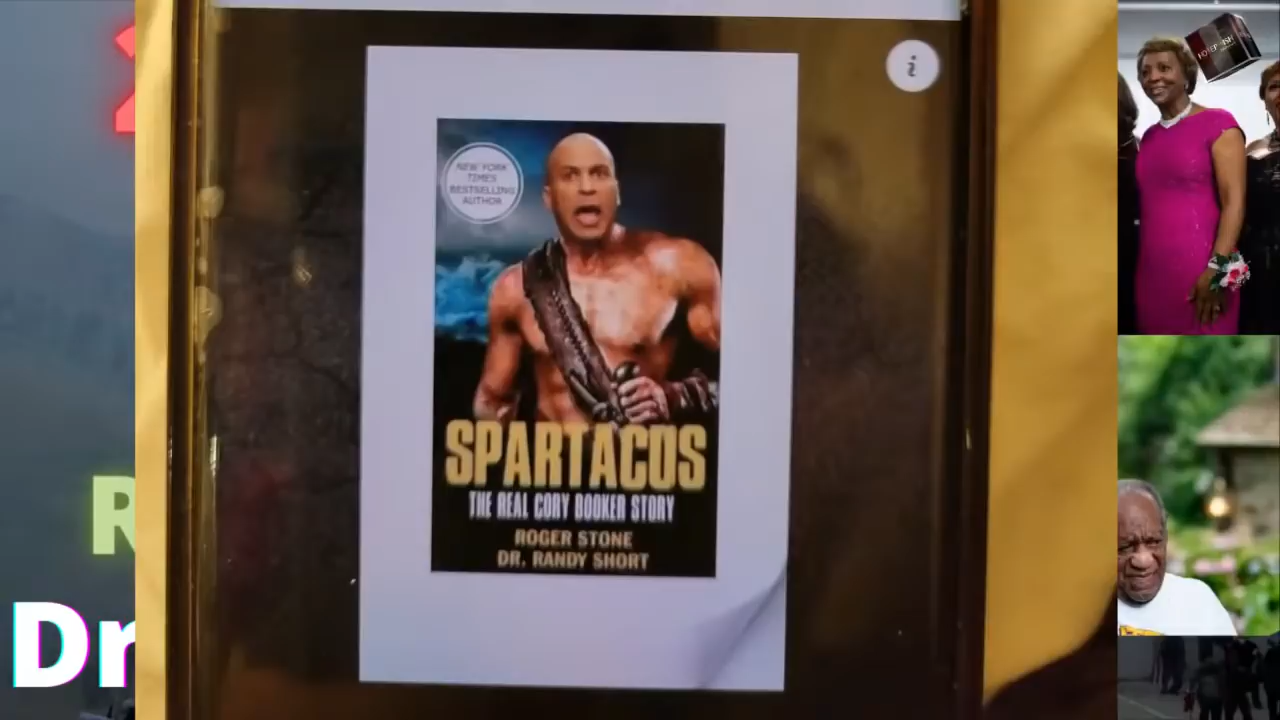 NEW YORK
TIMES
BESTSELLING
AUTHOR
SPARTACUS
THE REAL CORY BOOKER STORY
ROGER STONE
DR. RANDY SHORT
i
R
Dr